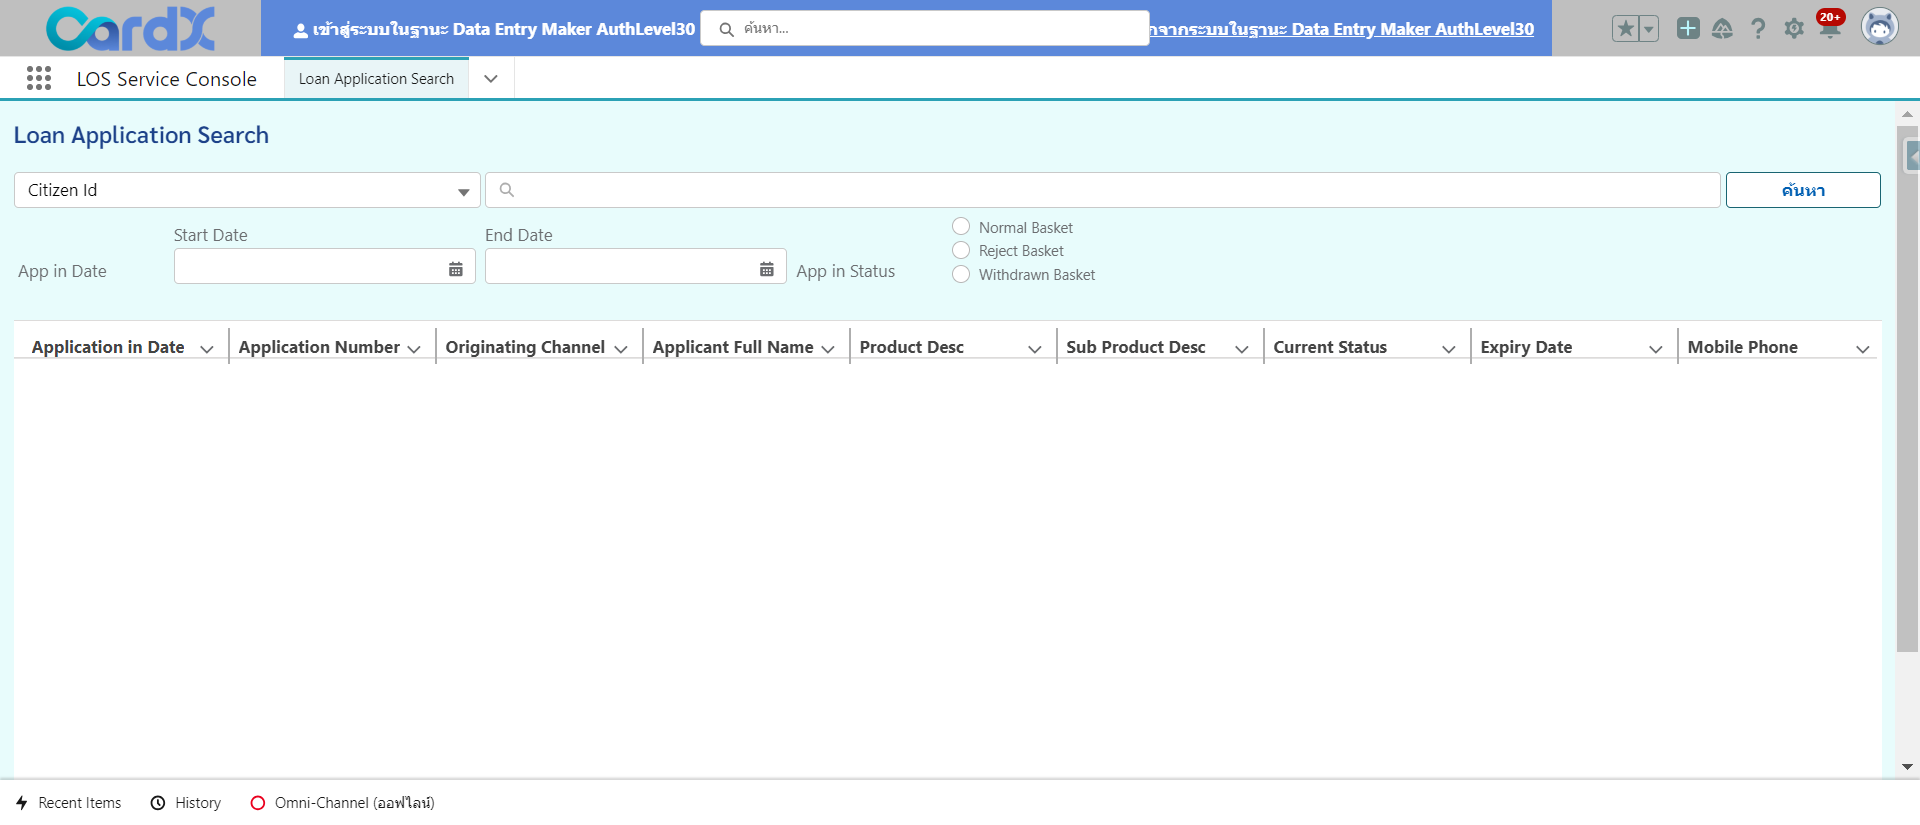 CardX
เข้าสู่ระบบในฐานะ Data Entry Maker AuthLevel30
ค้นหา...
กจากระบบในฐานะ Data Entry Maker AuthLevel30
20+
LOS Service Console
Loan Application Search
Loan Application Search
Citizen Id
ค้นหา
Start Date
End Date
Normal Basket
Reject Basket
App in Date
App in Status
Withdrawn Basket
Application in Date Application Number Originating Channel Applicant Full Name Product Desc Sub Product Desc Current Status Expiry Date Mobile Phone
Recent Items History Omni-Channel (ออฟไลน์)